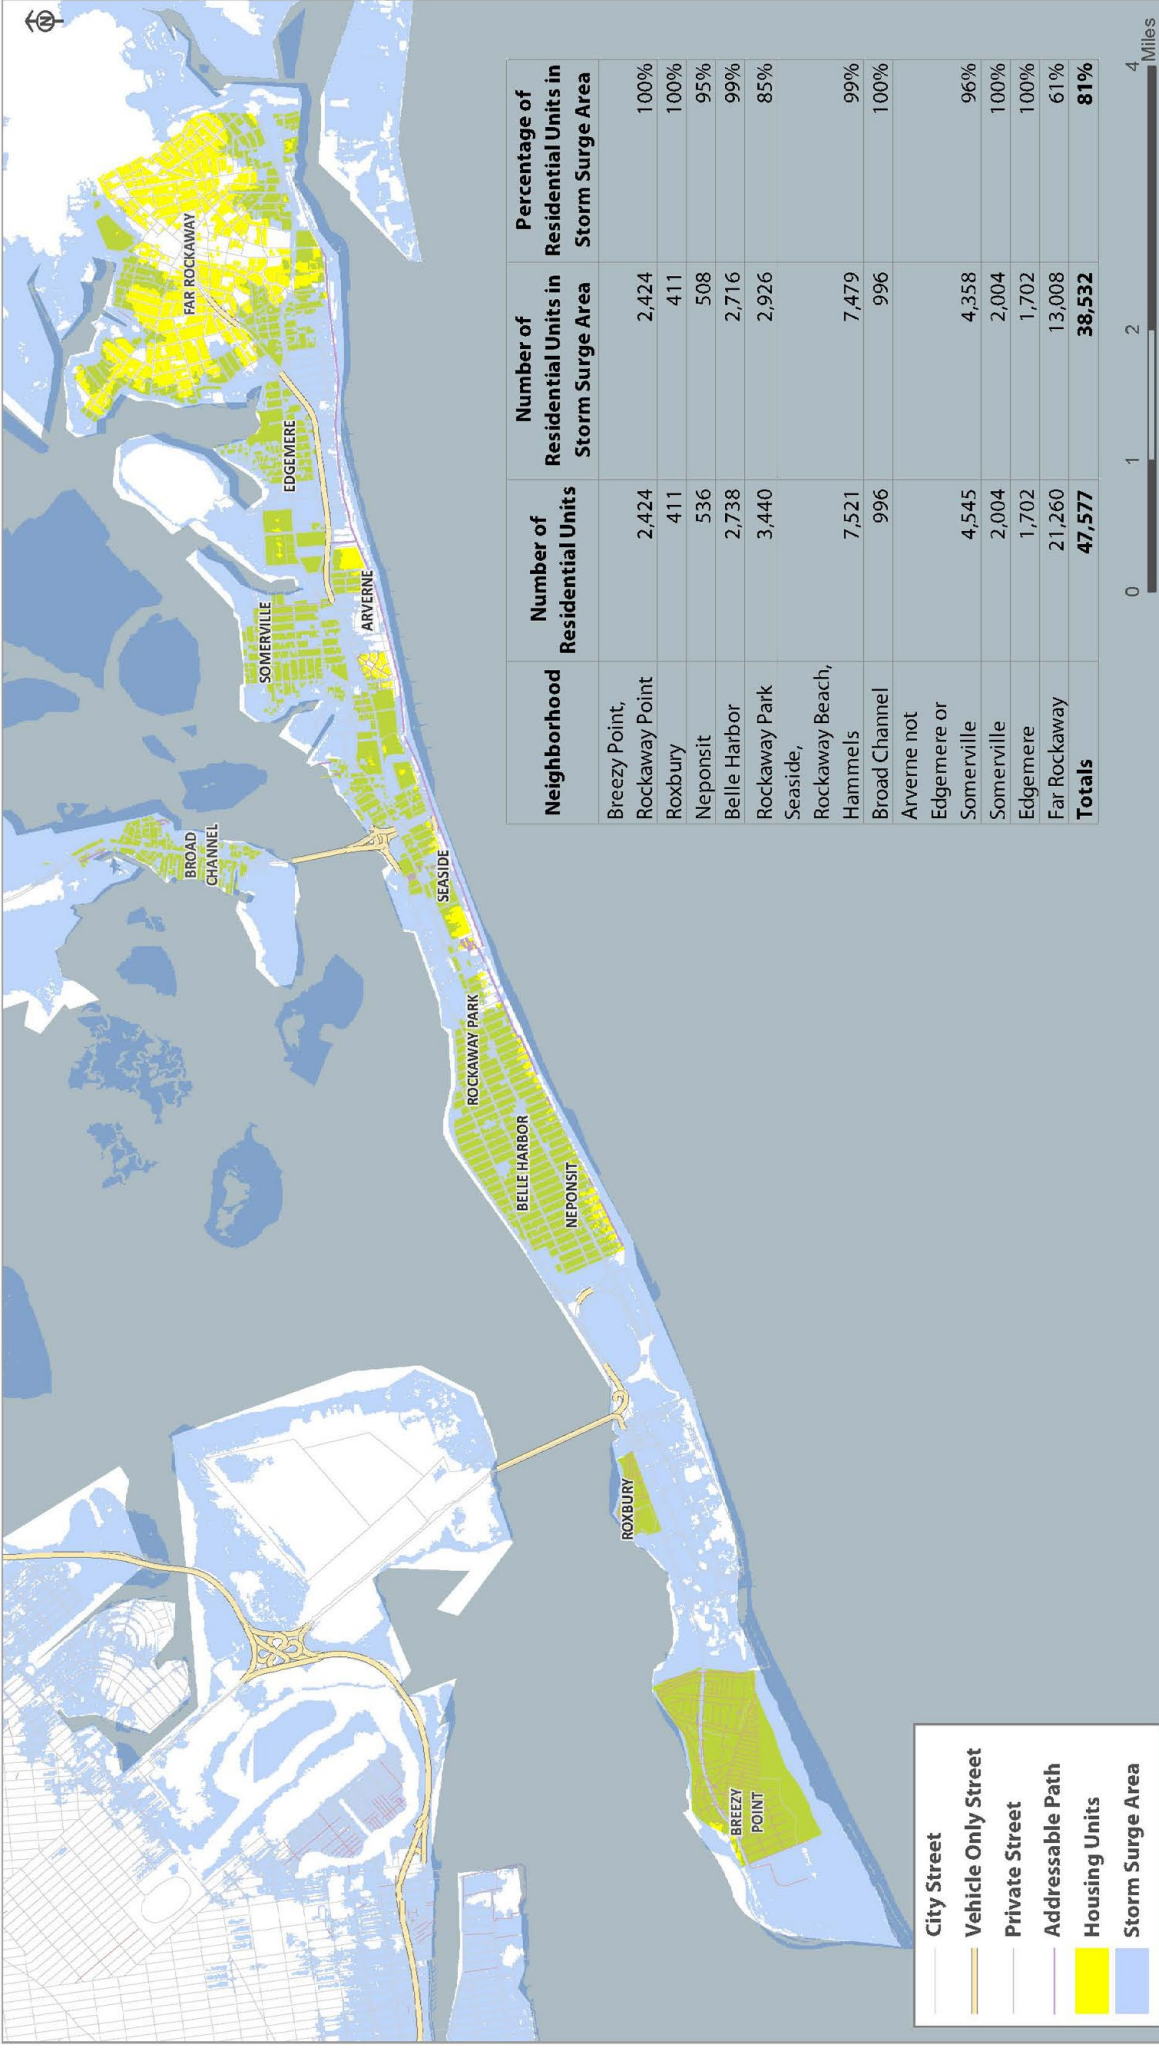 N
FAR ROCKAWAY
EDGEMERE
SOMERVILLE
ARVERNE
BROAD
CHANNEL
SEASIDE
ROCKAWAY PARK
BELLE HARBOR
NEPONSIT
ROXBURY
BREEZY
POINT
Neighborhood Number of Residential Units Number of Residential Units in Storm Surge Area Percentage of Residential Units in Storm Surge Area
Breezy Point,
Rockaway Point 2,424 2,424 100%
Roxbury 411 411 100%
Neponsit 536 508 95%
Belle Harbor 2,738 2,716 99%
Rockaway Park 3,440 2,926 85%
Seaside,
Rockaway Beach,
Hammels 7,521 7,479 99%
Broad Channel 996 996 100%
Arverne not
Edgemere or
Somerville 4,545 4,358 96%
Somerville 2,004 2,004 100%
Edgemere 1,702 1,702 100%
Far Rockaway 21,260 13,008 61%
Totals 47,577 38,532 81%
City Street
Vehicle Only Street
Private Street
Addressable Path
Housing Units
Storm Surge Area
0 1 2 4
Miles